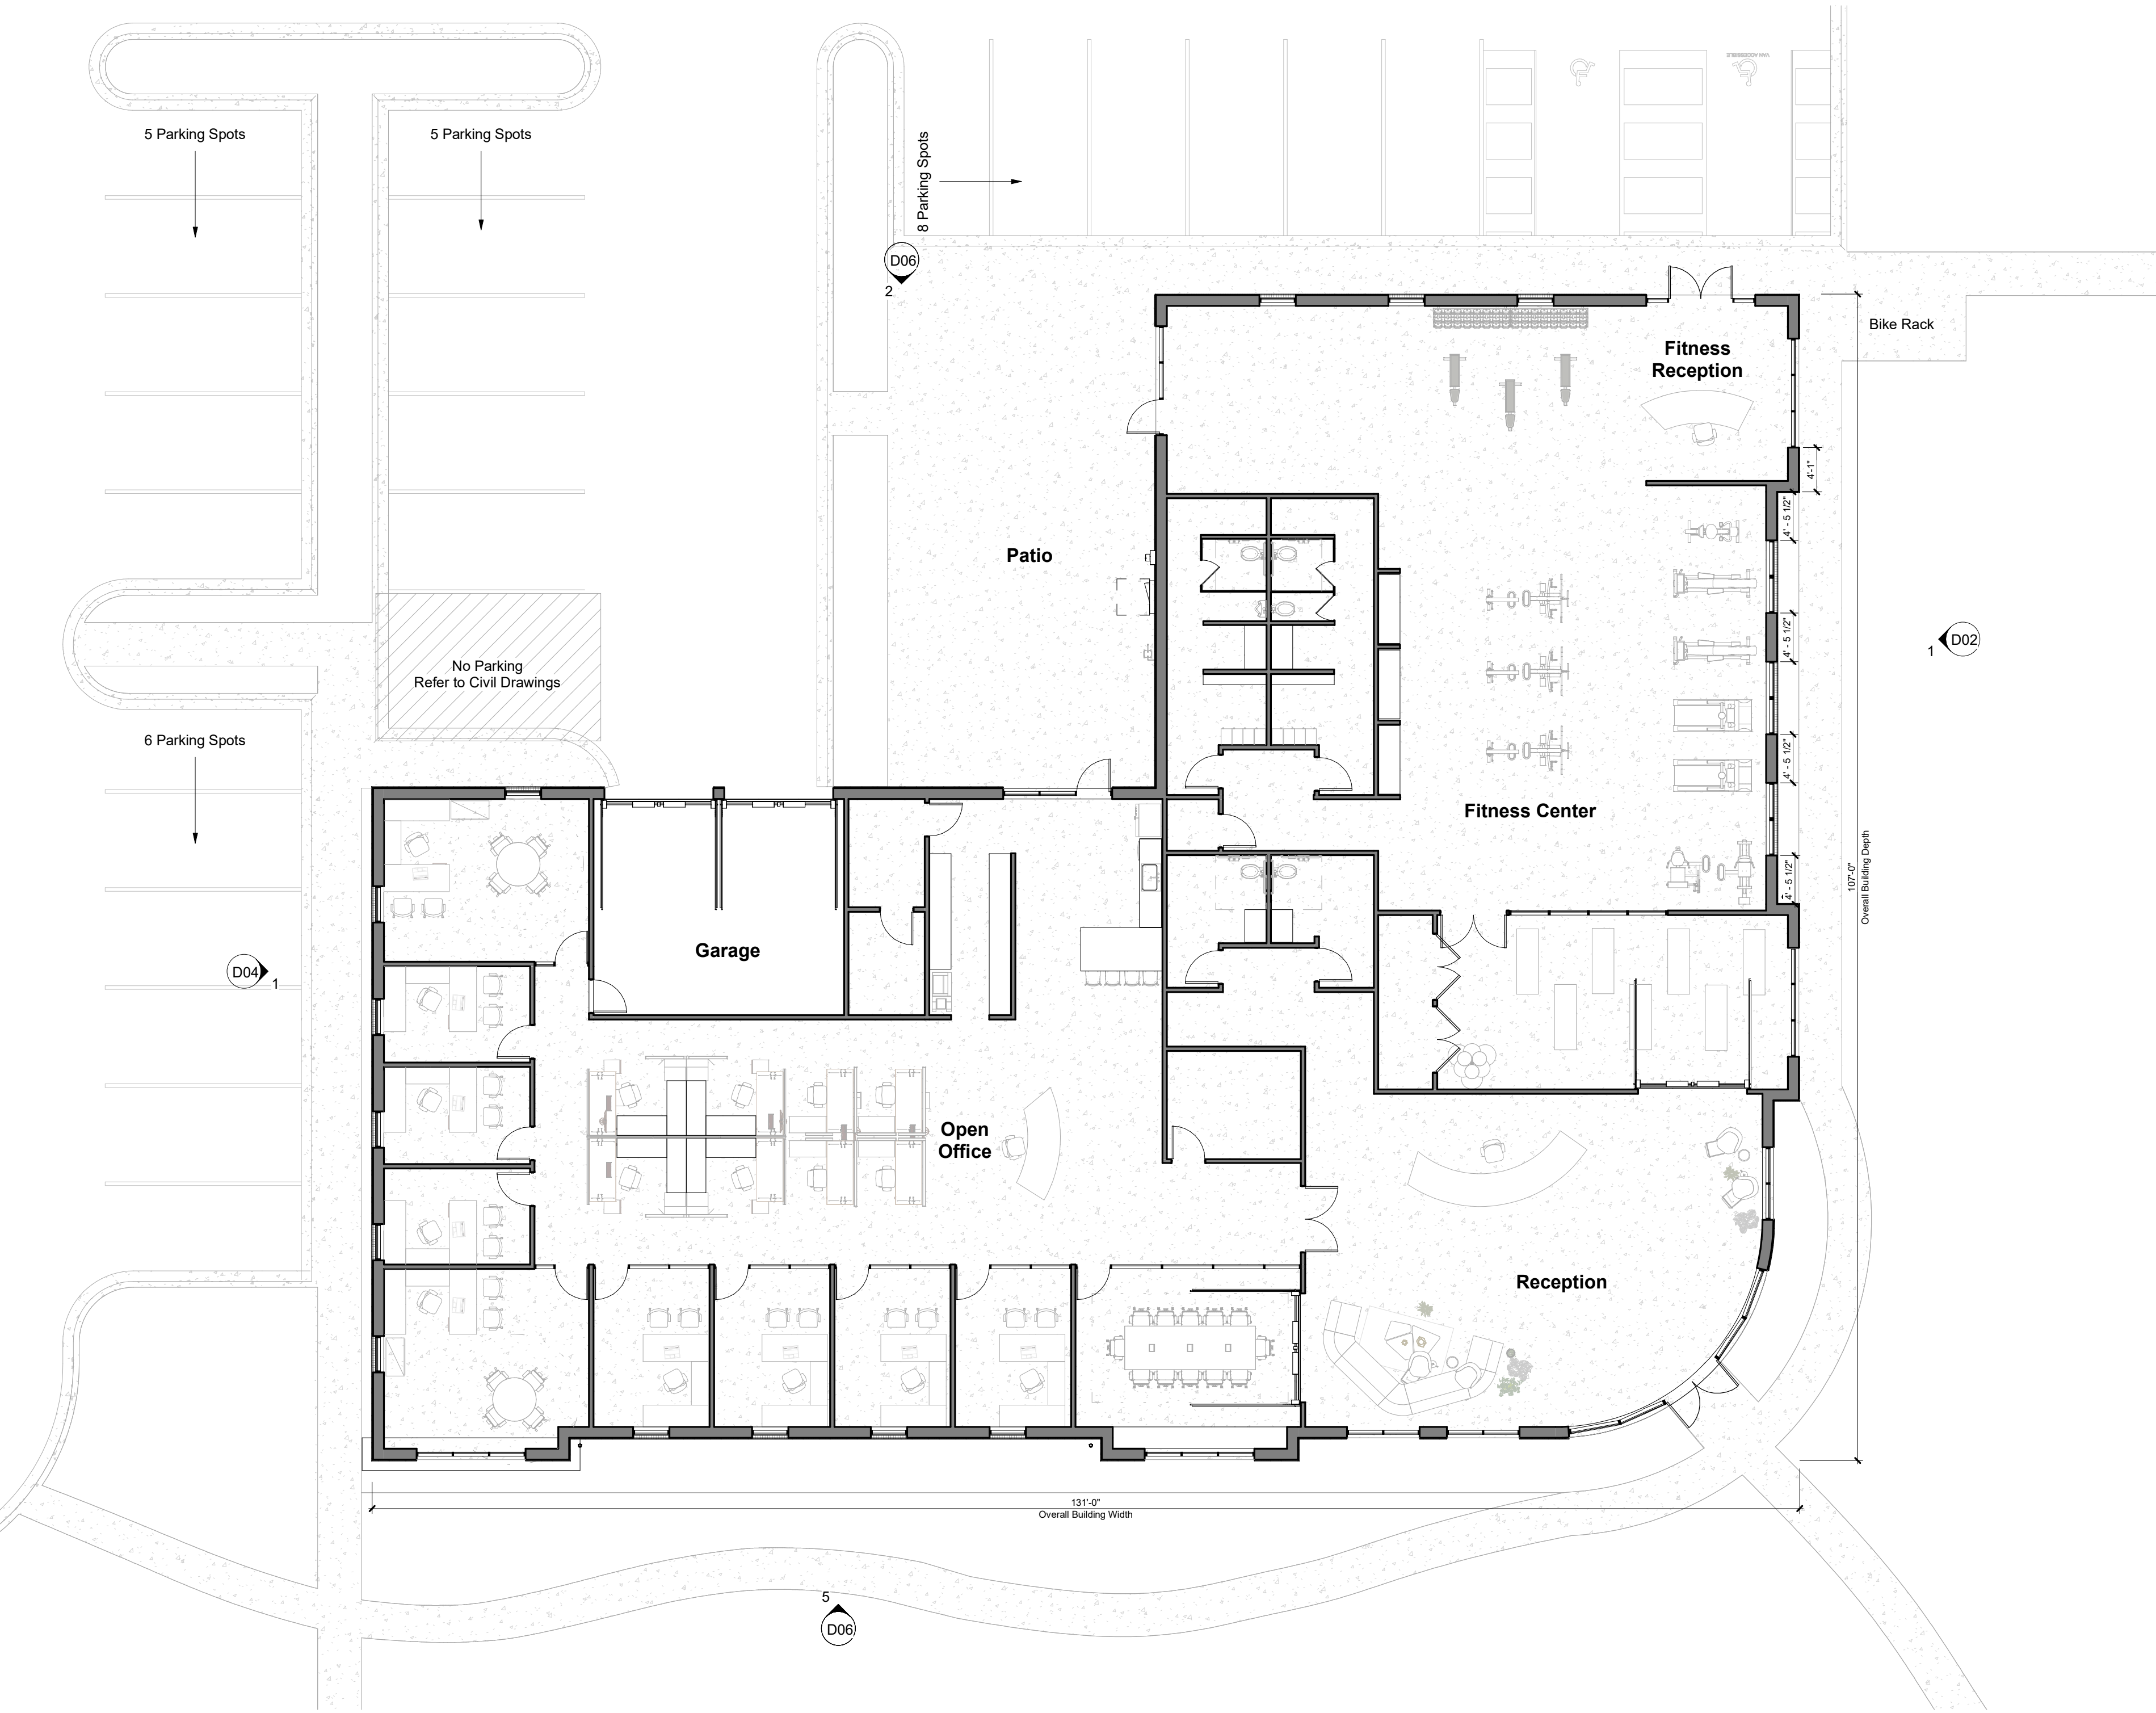 VAN ACCESSIBLE
5 Parking Spots
5 Parking Spots
8 Parking Spots
D06
2
Bike Rack
Fitness
Reception
4'-1"
4' - 5 1/2"
Patio
4' - 5 1/2"
1
D02
No Parking
Refer to Civil Drawings
6 Parking Spots
4' - 5 1/2"
Fitness Center
4' - 5 1/2"
107'-0"
Overall Building Depth
Garage
D04
1
Open
Office
Reception
131'-0"
Overall Building Width
5
D06